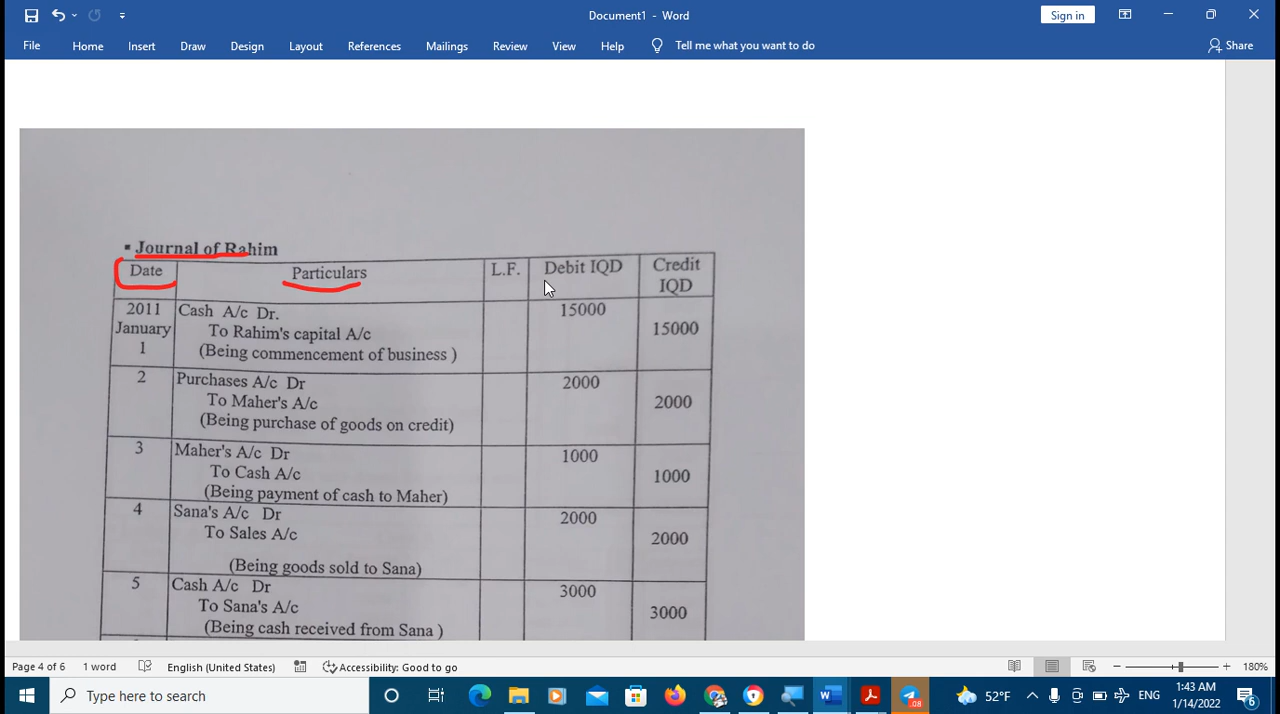 Document1 - Word
Sign in
File Home Insert Draw Design Layout References Mailings Review View Help Tell me what you want to do Share
▪ Journal of Rahim
Date Particulars L.F. Debit IQD Credit IQD
2011 January 1 Cash A/c Dr. 15000
To Rahim's capital A/c 15000
(Being commencement of business )
2 Purchases A/c Dr 2000
To Maher's A/c 2000
(Being purchase of goods on credit)
3 Maher's A/c Dr 1000
To Cash A/c 1000
(Being payment of cash to Maher)
4 Sana's A/c Dr 2000
To Sales A/c 2000
(Being goods sold to Sana)
5 Cash A/c Dr 3000
To Sana's A/c 3000
(Being cash received from Sana )
Page 4 of 6 1 word English (United States) Accessibility: Good to go 180%
Type here to search 52°F ENG 1:43 AM
1/14/2022
.08
6